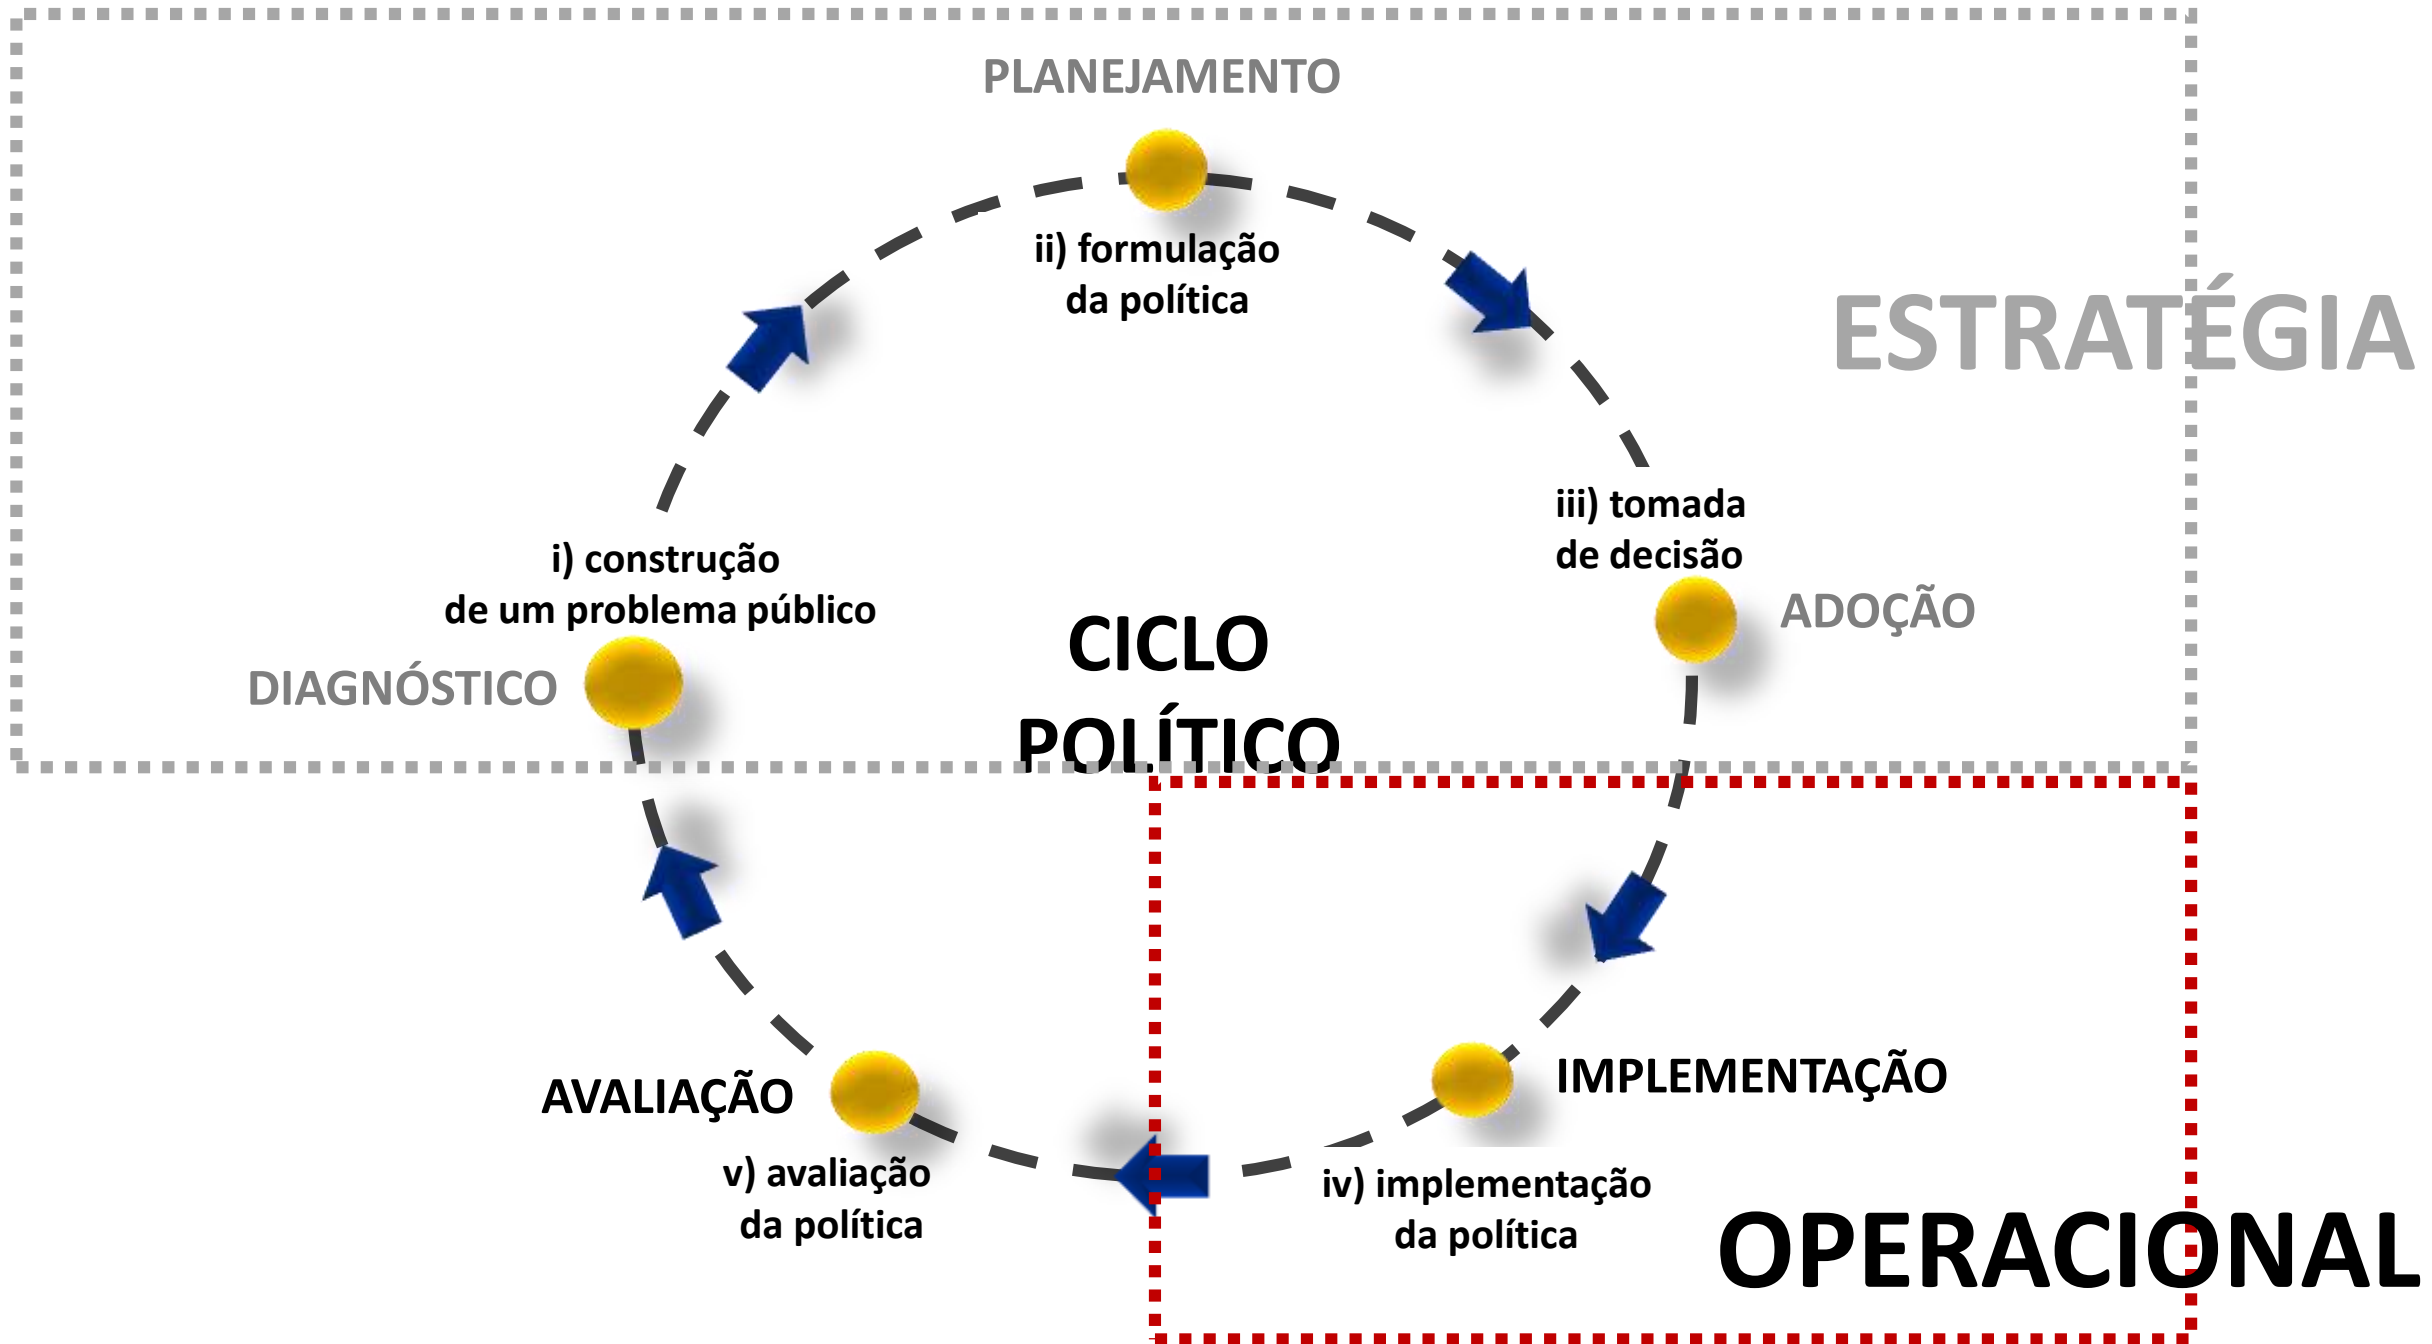 PLANEJAMENTO
ii) formulação
da política
ESTRATÉGIA
iii) tomada
de decisão
i) construção
de um problema público
ADOÇÃO
CICLO
POLÍTICO
DIAGNÓSTICO
IMPLEMENTAÇÃO
AVALIAÇÃO
v) avaliação
da política
iv) implementação
da política
OPERACIONAL